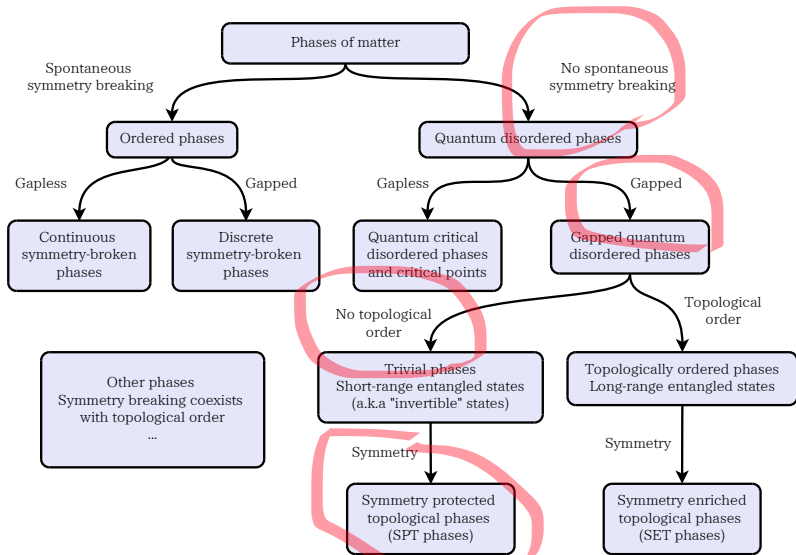 Phases of matter
Spontaneous
symmetry breaking
No spontaneous
symmetry breaking
Ordered phases
Quantum disordered phases
Gapless
Gapped
Gapless
Gapped
Continuous
symmetry-broken
phases
Discrete
symmetry-broken
phases
Quantum critical
disordered phases
and critical points
Gapped quantum
disordered phases
No topological
order
Topological
order
Other phases
Symmetry breaking coexists
with topological order
...
Trivial phases
Short-range entangled states
(a.k.a "invertible" states)
Topologically ordered phases
Long-range entangled states
Symmetry
Symmetry
Symmetry protected
topological phases
(SPT phases)
Symmetry enriched
topological phases
(SET phases)